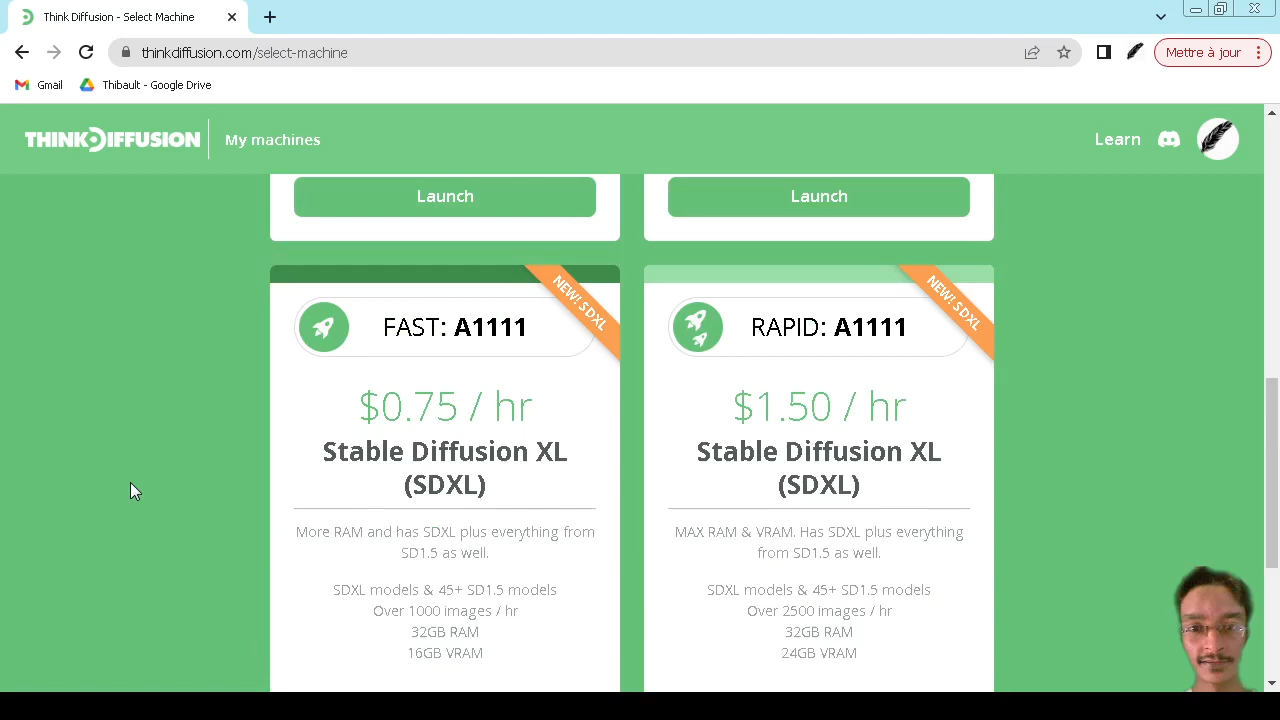 Think Diffusion - Select Machine
thinkdiffusion.com/select-machine
Mettre à jour
Gmail
Thibault - Google Drive
THINKDIFFUSION
My machines
Learn
Launch
Launch
NEW! SDXL
FAST: A1111
$0.75 / hr
Stable Diffusion XL
(SDXL)
More RAM and has SDXL plus everything from
SD1.5 as well.
SDXL models & 45+ SD1.5 models
Over 1000 images / hr
32GB RAM
16GB VRAM
NEW! SDXL
RAPID: A1111
$1.50 / hr
Stable Diffusion XL
(SDXL)
MAX RAM & VRAM. Has SDXL plus everything
from SD1.5 as well.
SDXL models & 45+ SD1.5 models
Over 2500 images / hr
32GB RAM
24GB VRAM